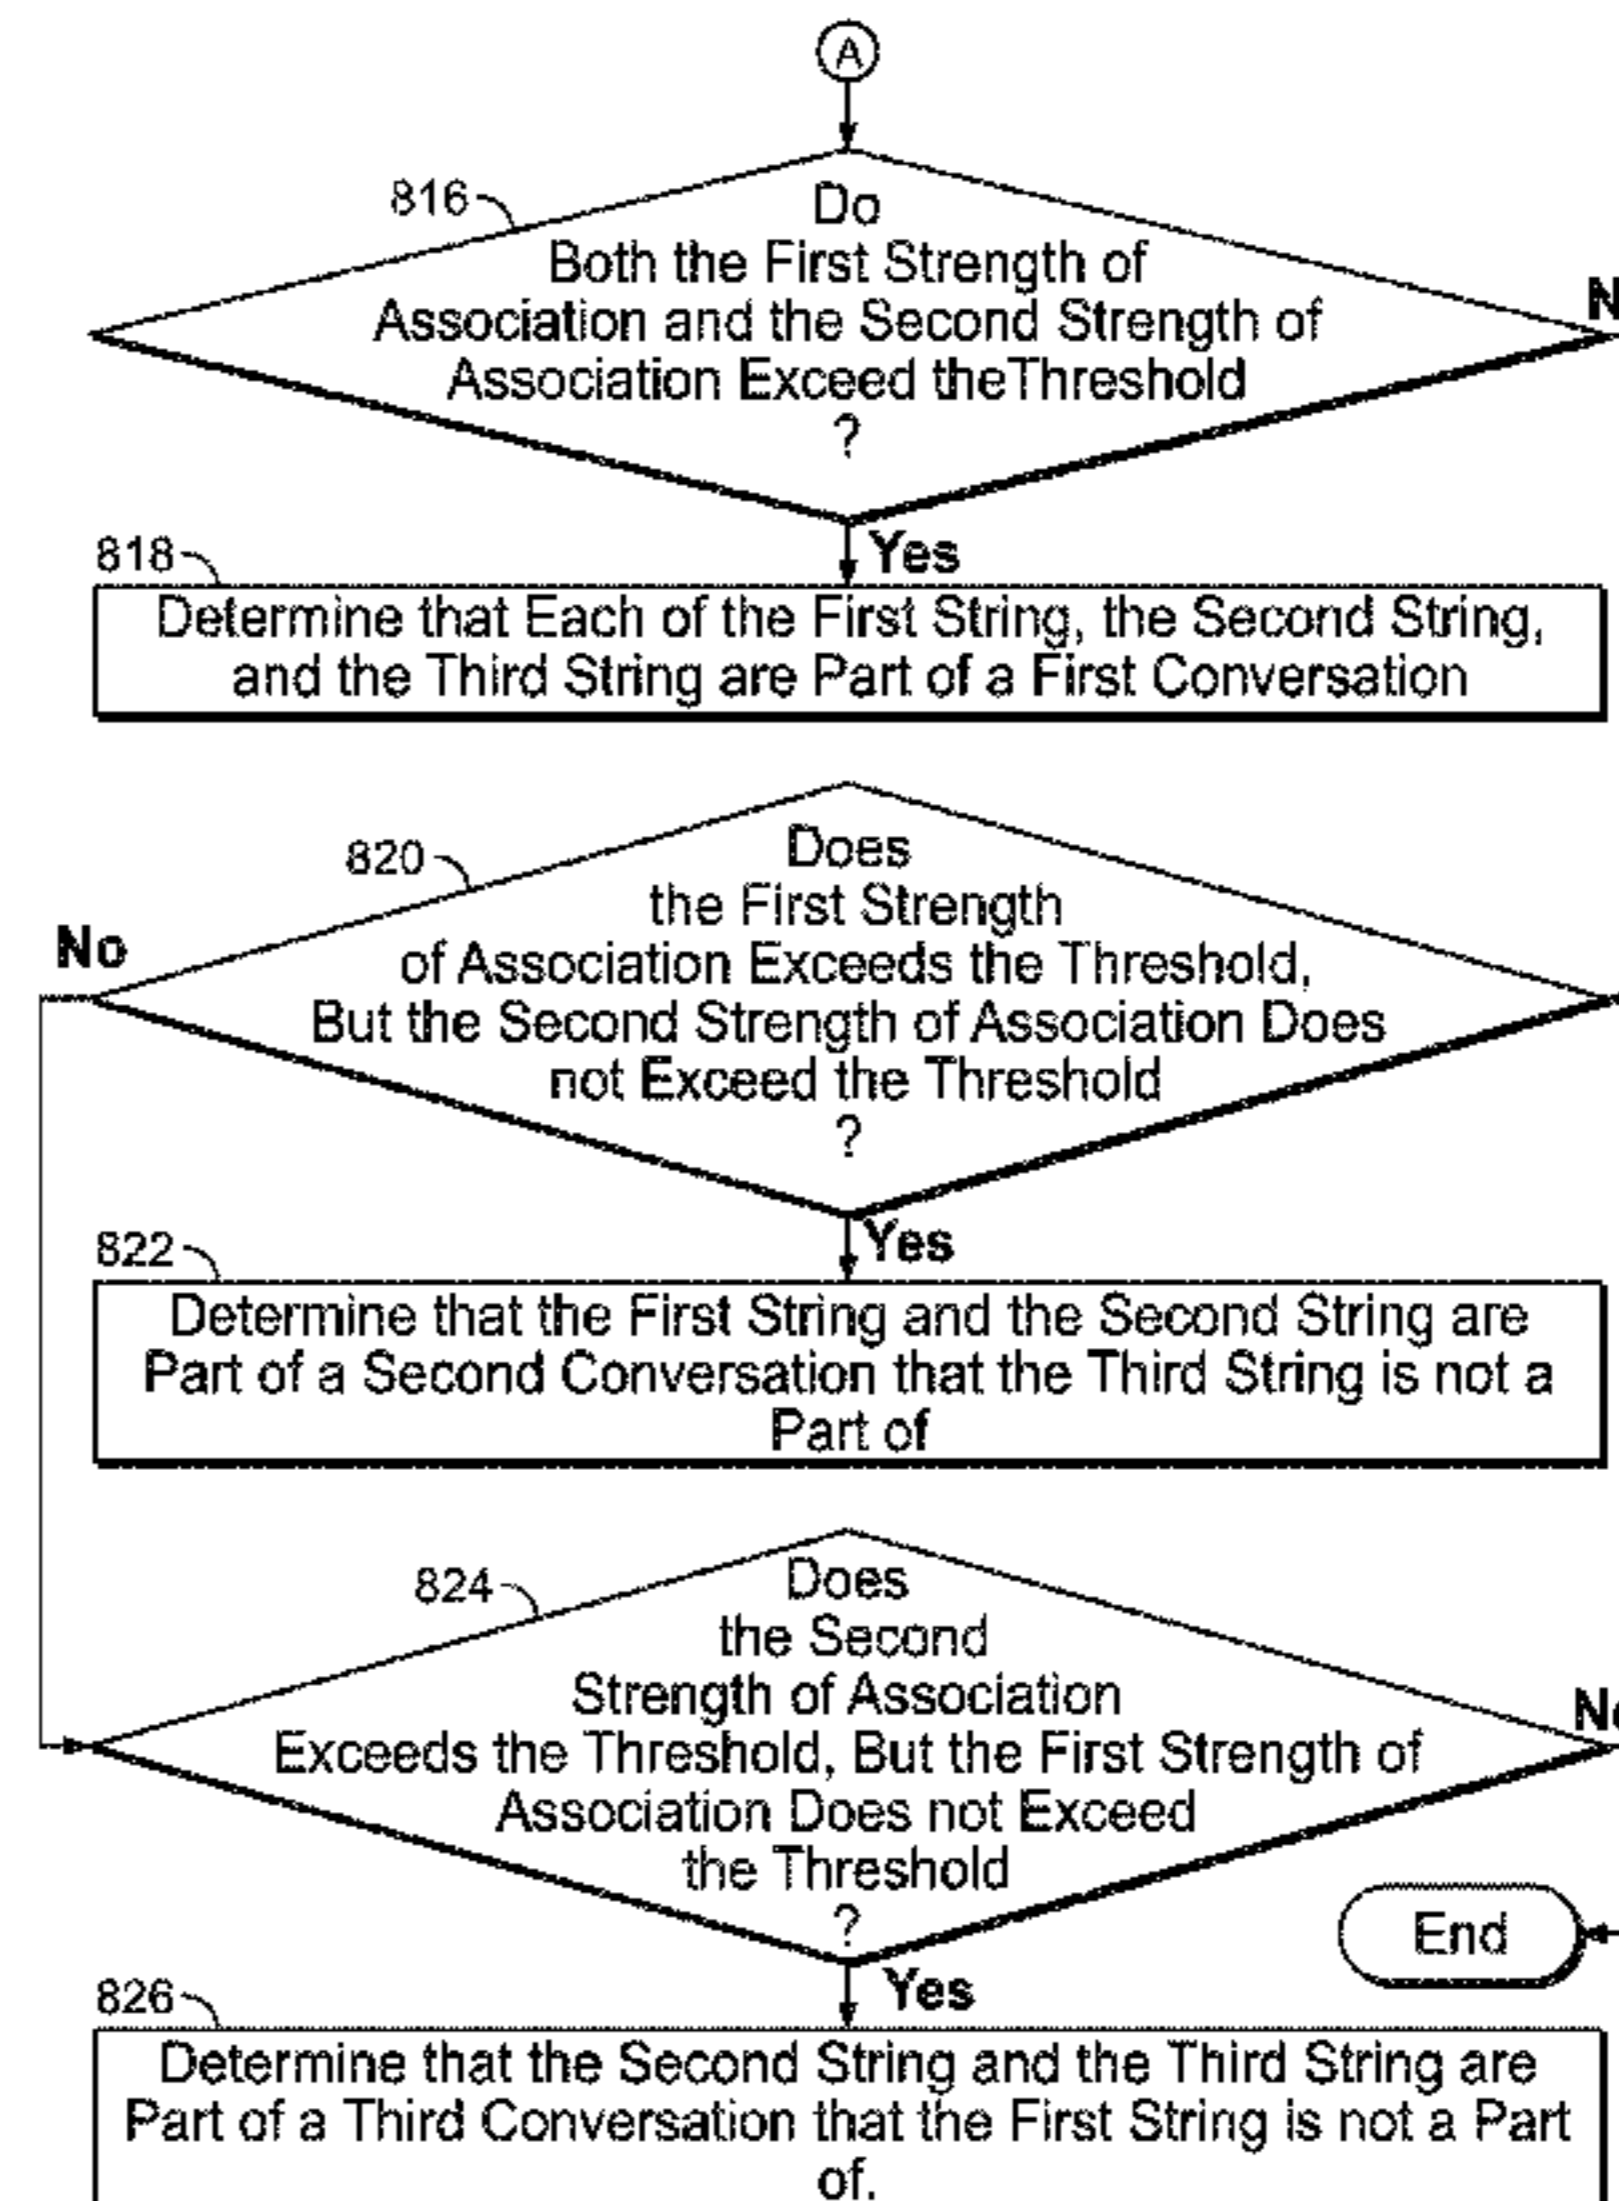 A
816
Do
Both the First Strength of
Association and the Second Strength of
Association Exceed theThreshold
?
Yes
818
Determine that Each of the First String, the Second String,
and the Third String are Part of a First Conversation
820
Does
the First Strength
No
of Association Exceeds the Threshold,
But the Second Strength of Association Does
not Exceed the Threshold
?
Yes
822
Determine that the First String and the Second String are
Part of a Second Conversation that the Third String is not a
Part of
824
Does
the Second
Strength of Association
Exceeds the Threshold, But the First Strength of
Association Does not Exceed
the Threshold
?
End
Yes
826
Determine that the Second String and the Third String are
Part of a Third Conversation that the First String is not a Part
of.